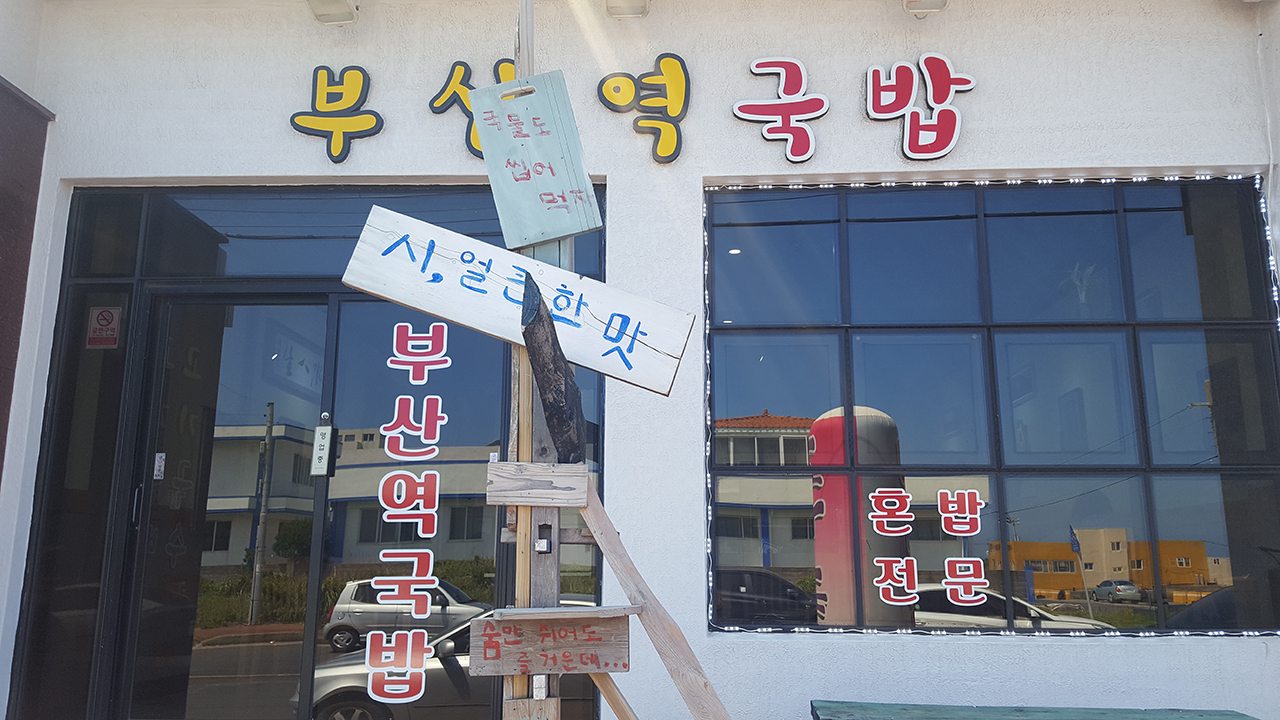 부산역국밥
국물도
씹어
먹자
시, 얼큰한 맛
부산역국밥
혼밥
전문
숨만 쉬어도
즐거운데...